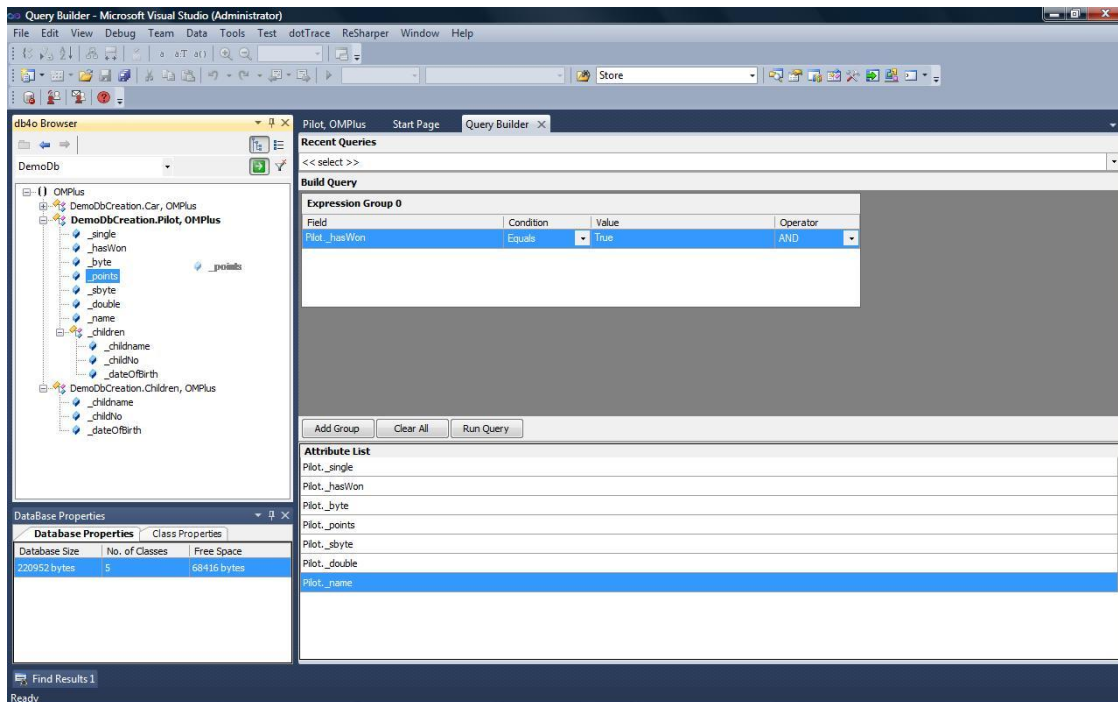 Query Builder - Microsoft Visual Studio (Administrator)
File Edit View Debug Team Data Tools Test dotTrace ReSharper Window Help
Store
db4o Browser
Pilot, OMPlus Start Page Query Builder
Recent Queries
<< select >>
DemoDb
Build Query
OMPlus
DemoDbCreation.Car, OMPlus
DemoDbCreation.Pilot, OMPlus
_single
_hasWon
_byte
_points
_points
_sbyte
_double
_name
_children
_childname
_childNo
_dateOfBirth
DemoDbCreation.Children, OMPlus
_childname
_childNo
_dateOfBirth
Expression Group 0
Field Condition Value Operator
Pilot._hasWon Equals True AND
Add Group Clear All Run Query
Attribute List
Pilot._single
Pilot._hasWon
Pilot._byte
Pilot._points
Pilot._sbyte
Pilot._double
Pilot._name
DataBase Properties
Database Properties Class Properties
Database Size No. of Classes Free Space
220952 bytes 5 68416 bytes
Find Results 1
Ready